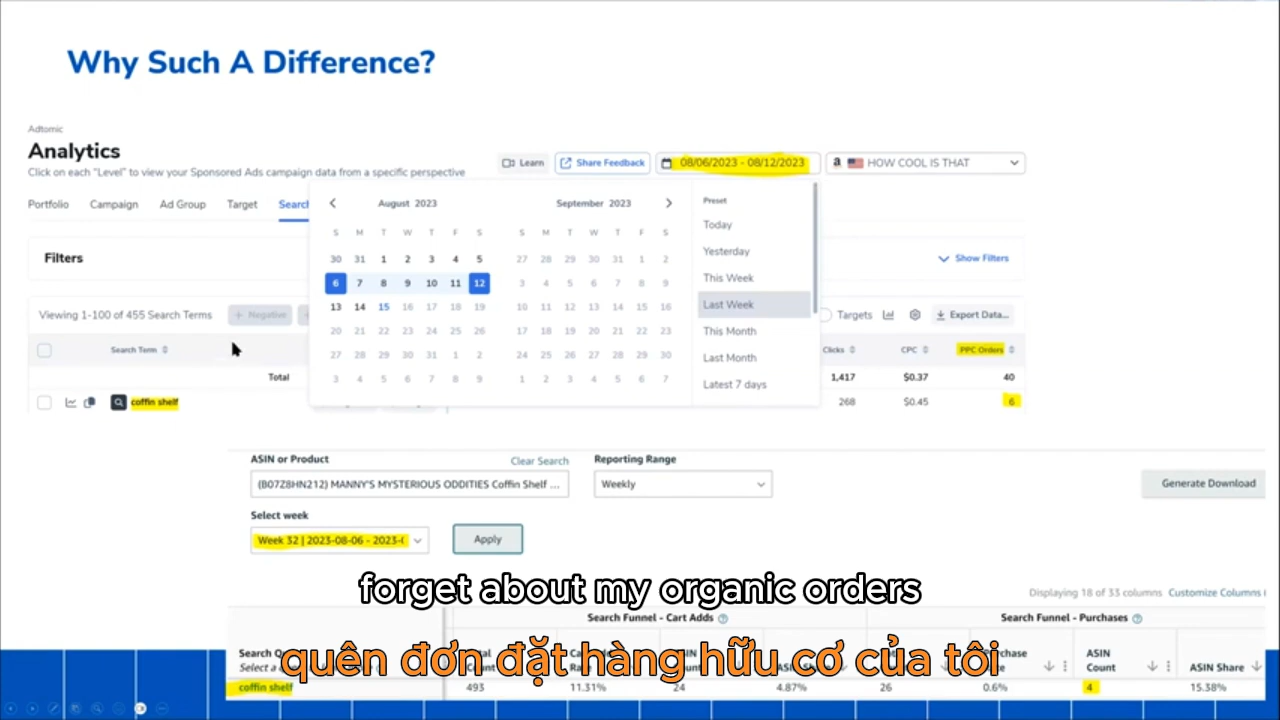 Why Such A Difference?
Adtomic
Analytics
Click on each "Level" to view your Sponsored Ads campaign data from a specific perspective
Learn Share Feedback 08/06/2023 - 08/12/2023 a HOW COOL IS THAT
Portfolio Campaign Ad Group Target Search
August 2023 September 2023 Preset
S M T W T F S S M T W T F S Today
30 31 1 2 3 4 5 27 28 29 30 31 1 2 Yesterday
6 7 8 9 10 11 12 3 4 5 6 7 8 9 This Week
13 14 15 16 17 18 19 10 11 12 13 14 15 16 Last Week
20 21 22 23 24 25 26 17 18 19 20 21 22 23 This Month
27 28 29 30 31 1 2 24 25 26 27 28 29 30 Last Month
3 4 5 6 7 8 9 1 2 3 4 5 6 7 Latest 7 days
Filters Show Filters
Viewing 1-100 of 455 Search Terms + Negative Targets Export Data...
Search Term Clicks CPC PPC Orders
Total 1,417 $0.37 40
coffin shelf 268 $0.45 6
ASIN or Product Clear Search Reporting Range
(B07Z8HN212) MANNY'S MYSTERIOUS ODDITIES Coffin Shelf ... Weekly Generate Download
Select week
Week 32 | 2023-08-06 - 2023-( Apply
forget about my organic orders
Displaying 18 of 33 columns Customize Columns
Search Funnel - Cart Adds Search Funnel - Purchases
quên đơn đặt hàng hữu cơ của tôi
ASIN Count ASIN Share
coffin shelf 493 11.31% 24 4.87% 26 0.6% 4 15.38%